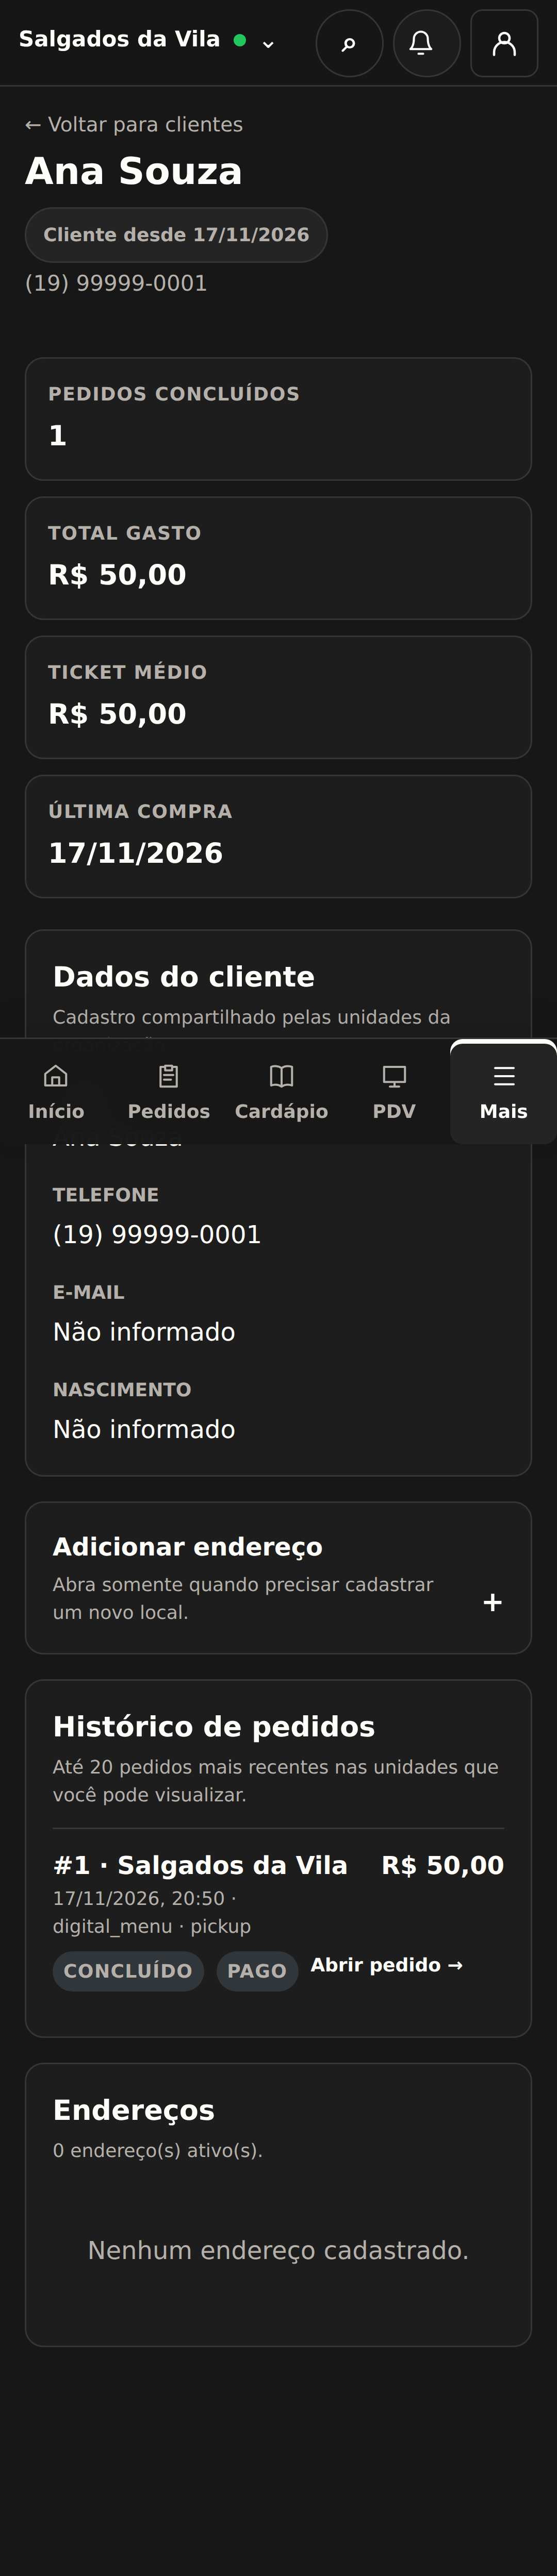 Salgados da Vila
← Voltar para clientes
Ana Souza
Cliente desde 17/11/2026
(19) 99999-0001
PEDIDOS CONCLUÍDOS
1
TOTAL GASTO
R$ 50,00
TICKET MÉDIO
R$ 50,00
ÚLTIMA COMPRA
17/11/2026
Dados do cliente
Cadastro compartilhado pelas unidades da
Início Pedidos Cardápio PDV Mais
Ana Souza
TELEFONE
(19) 99999-0001
E-MAIL
Não informado
NASCIMENTO
Não informado
Adicionar endereço
Abra somente quando precisar cadastrar
um novo local.
+
Histórico de pedidos
Até 20 pedidos mais recentes nas unidades que
você pode visualizar.
#1 · Salgados da Vila R$ 50,00
17/11/2026, 20:50 ·
digital_menu · pickup
CONCLUÍDO PAGO Abrir pedido →
Endereços
0 endereço(s) ativo(s).
Nenhum endereço cadastrado.